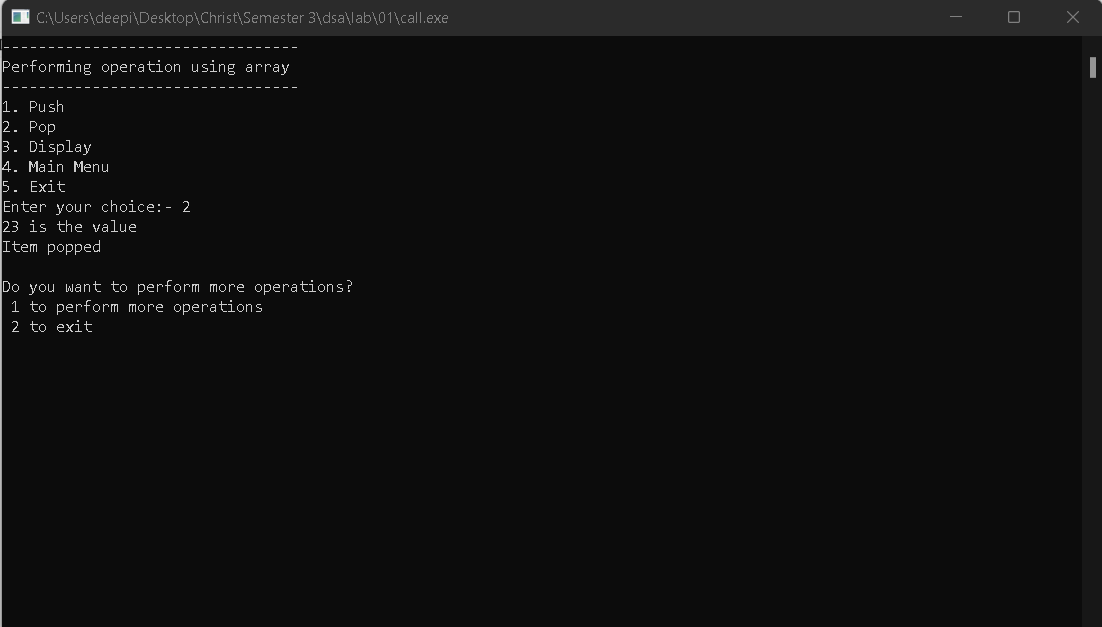 C:\Users\deepi\Desktop\Christ\Semester 3\dsa\lab\01\call.exe
---------------------------------
Performing operation using array
---------------------------------
1. Push
2. Pop
3. Display
4. Main Menu
5. Exit
Enter your choice:- 2
23 is the value
Item popped
Do you want to perform more operations?
1 to perform more operations
2 to exit